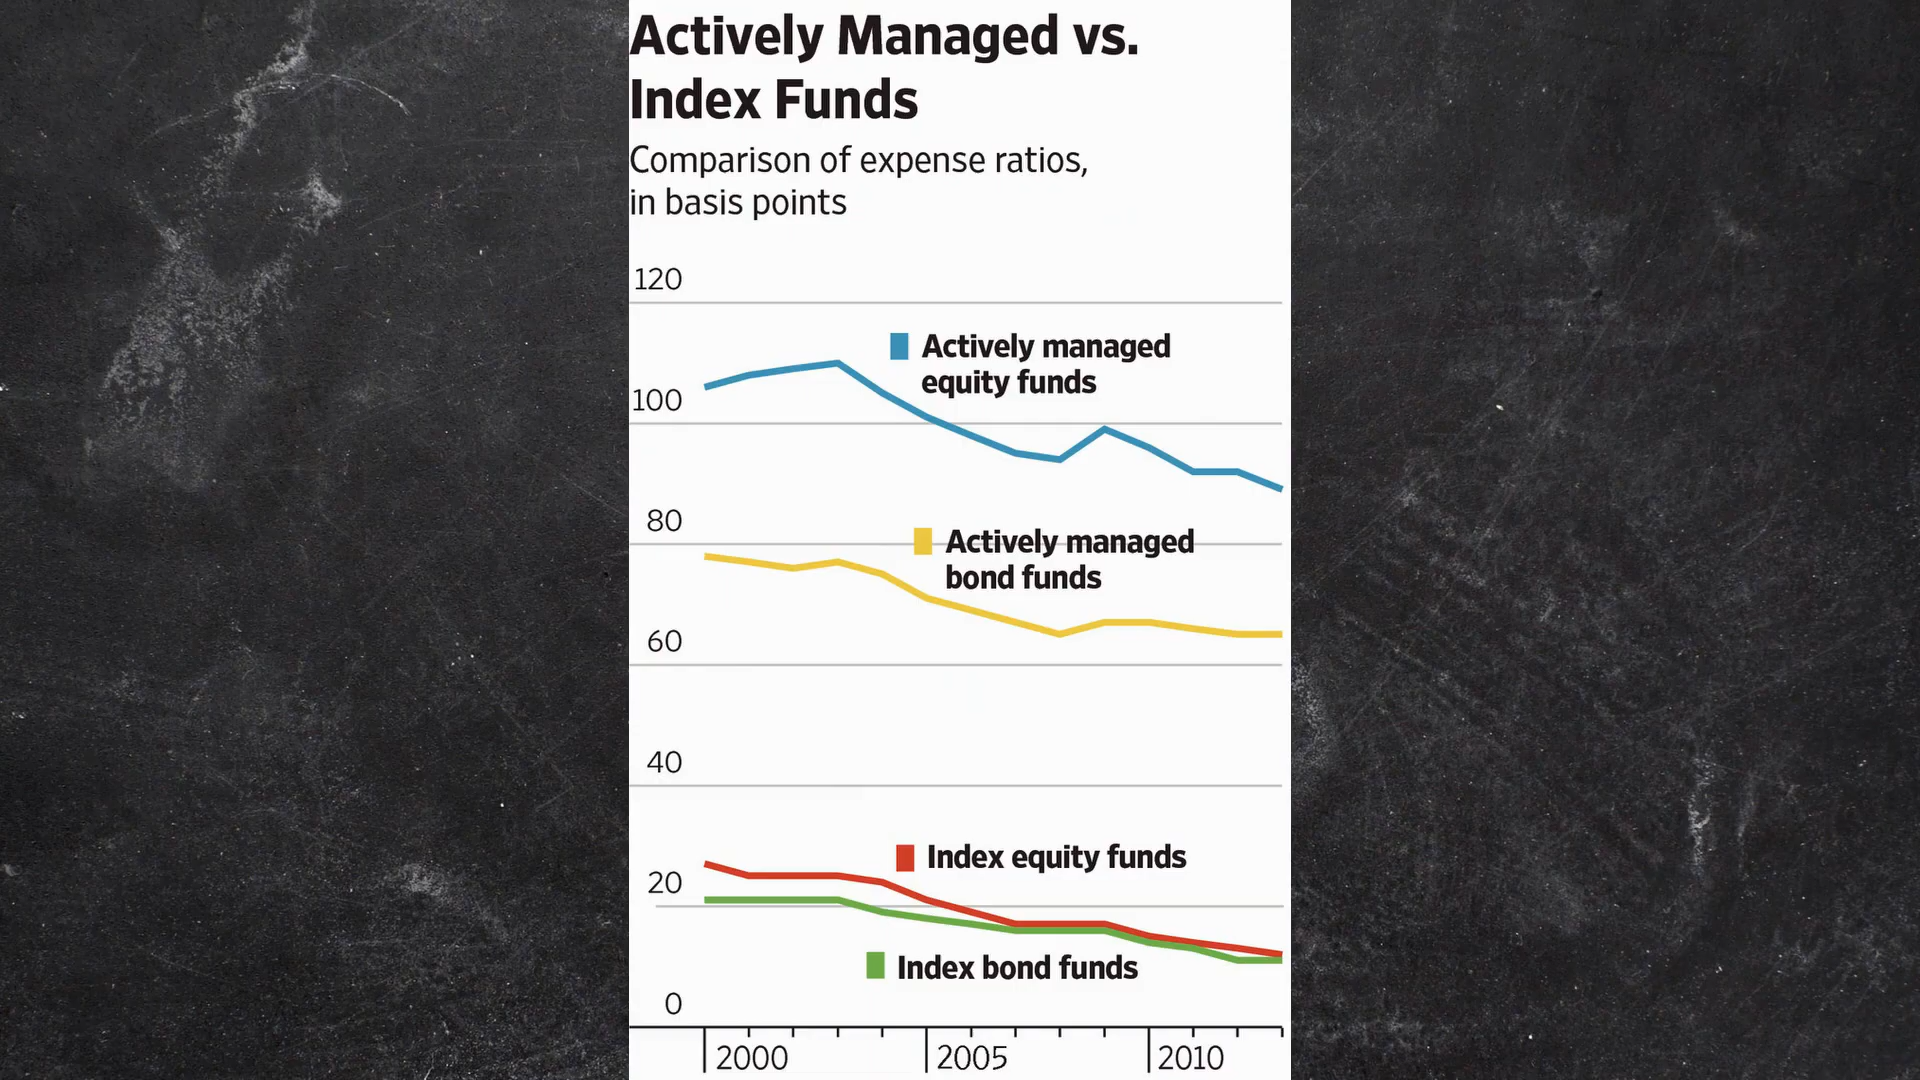 Actively Managed vs.
Index Funds
Comparison of expense ratios,
in basis points
120
Actively managed
equity funds
100
80
Actively managed
bond funds
60
40
Index equity funds
20
Index bond funds
0
2000 2005 2010